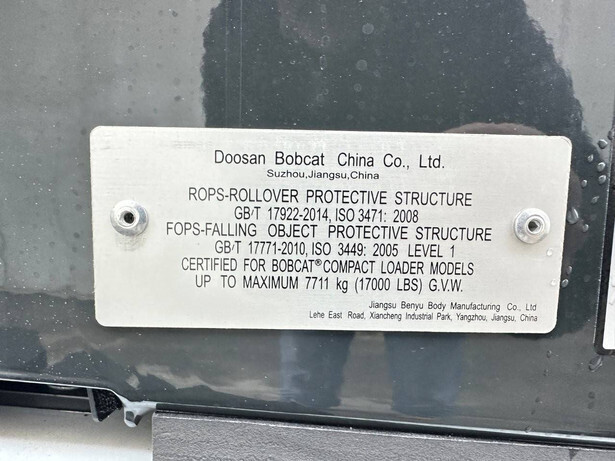 Doosan Bobcat China Co., Ltd.
Suzhou,Jiangsu,China
ROPS-ROLLOVER PROTECTIVE STRUCTURE
GB/T 17922-2014, ISO 3471: 2008
FOPS-FALLING OBJECT PROTECTIVE STRUCTURE
GB/T 17771-2010, ISO 3449: 2005 LEVEL 1
CERTIFIED FOR BOBCAT® COMPACT LOADER MODELS
UP TO MAXIMUM 7711 kg (17000 LBS) G.V.W.
Jiangsu Benyu Body Manufacturing Co., Ltd
Lehe East Road, Xiancheng Industrial Park, Yangzhou, Jiangsu, China